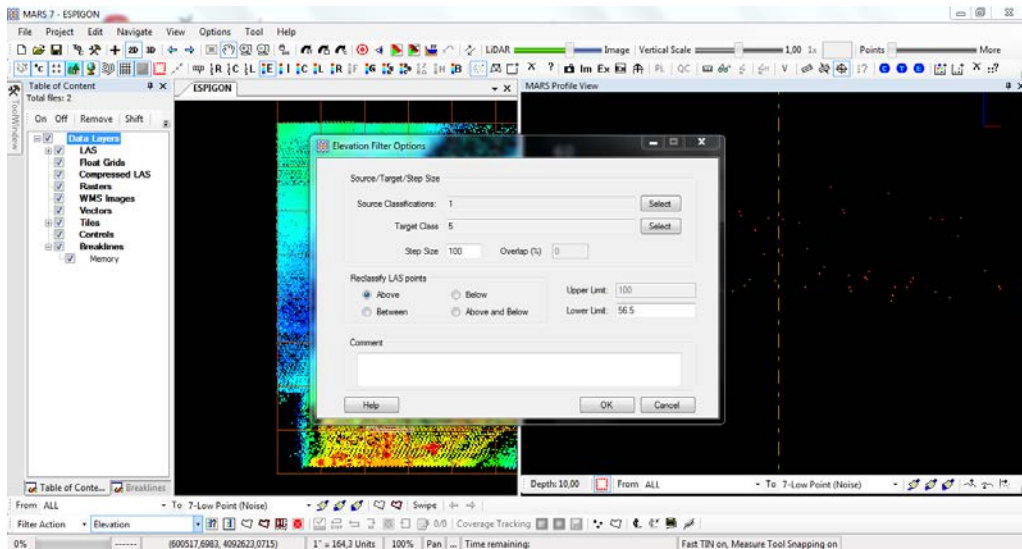 MARS 7 - ESPIGON
File Project Edit Navigate View Options Tool Help
2D 3D LiDAR Image Vertical Scale 1,00 1x Points More
Im Ex PL QC V
Table of Content
Total files: 2
On Off Remove Shift
ToolWindow
Data Layers
LAS
Float Grids
Compressed LAS
Rasters
WMS Images
Vectors
Tiles
Controls
Breaklines
Memory
Table of Conte... Breaklines
ESPIGON
MARS Profile View
Elevation Filter Options
Source/Target/Step Size
Source Classifications: 1 Select
Target Class 5 Select
Step Size 100 Overlap (%) 0
Reclassify LAS points
Above Below
Between Above and Below
Upper Limit: 100
Lower Limit: 56.5
Comment
Help OK Cancel
Depth: 10,00 From ALL To 7-Low Point (Noise)
From ALL To 7-Low Point (Noise) Swipe
Filter Action Elevation 0/0 Coverage Tracking
0% ------ (600517,6983, 4092623,0715) 1" = 164,3 Units 100% Pan ... Time remaining: Fast TIN on, Measure Tool Snapping on